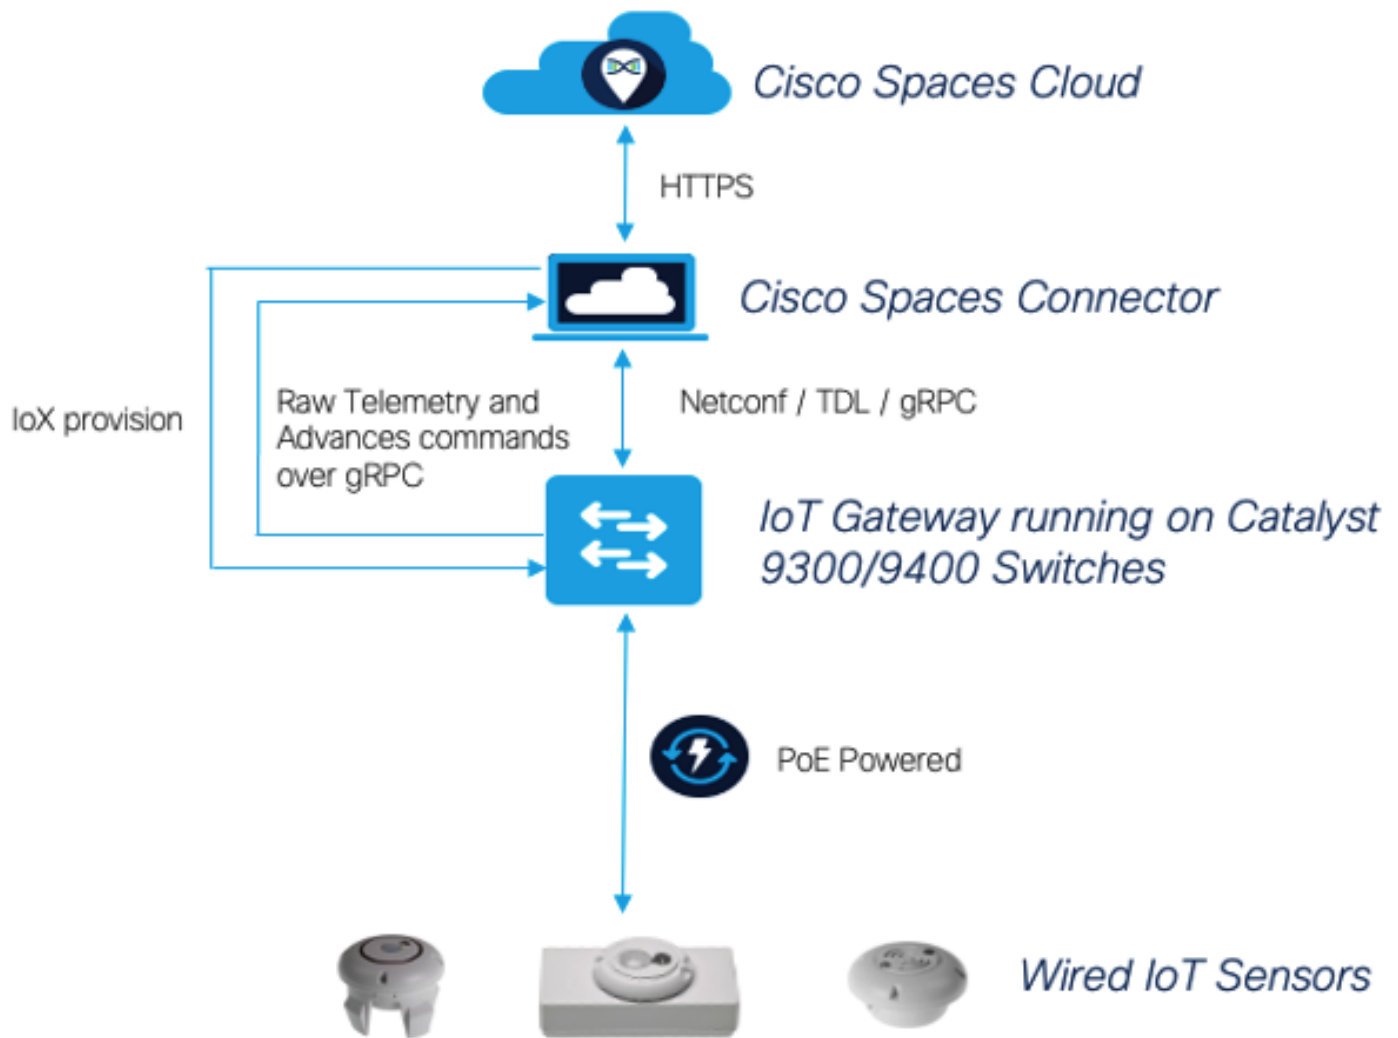 Cisco Spaces Cloud
HTTPS
Cisco Spaces Connector
IoX provision
Raw Telemetry and
Advances commands
over gRPC
Netconf / TDL / gRPC
IoT Gateway running on Catalyst
9300/9400 Switches
PoE Powered
Wired IoT Sensors